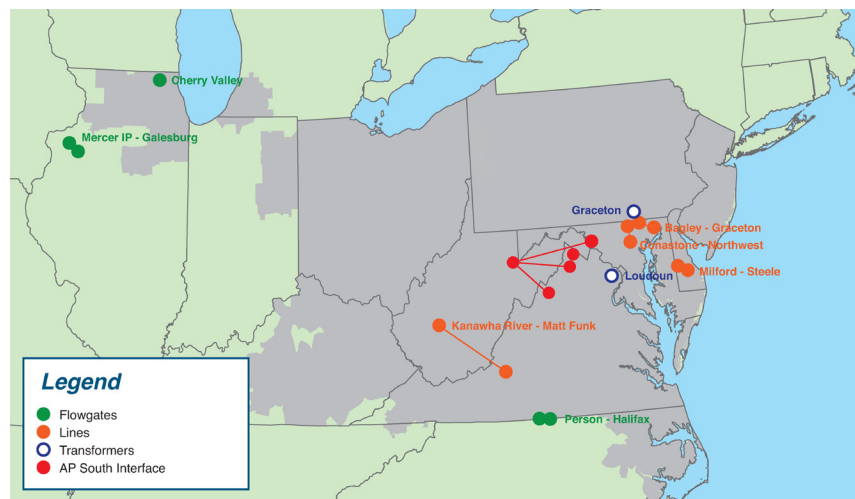 Cherry Valley
Mercer IP - Galesburg
Graceton
Bagley - Graceton
Conastone - Northwest
Loudoun
Milford - Steele
Kanawha River - Matt Funk
Person - Halifax
Legend
Flowgates
Lines
Transformers
AP South Interface